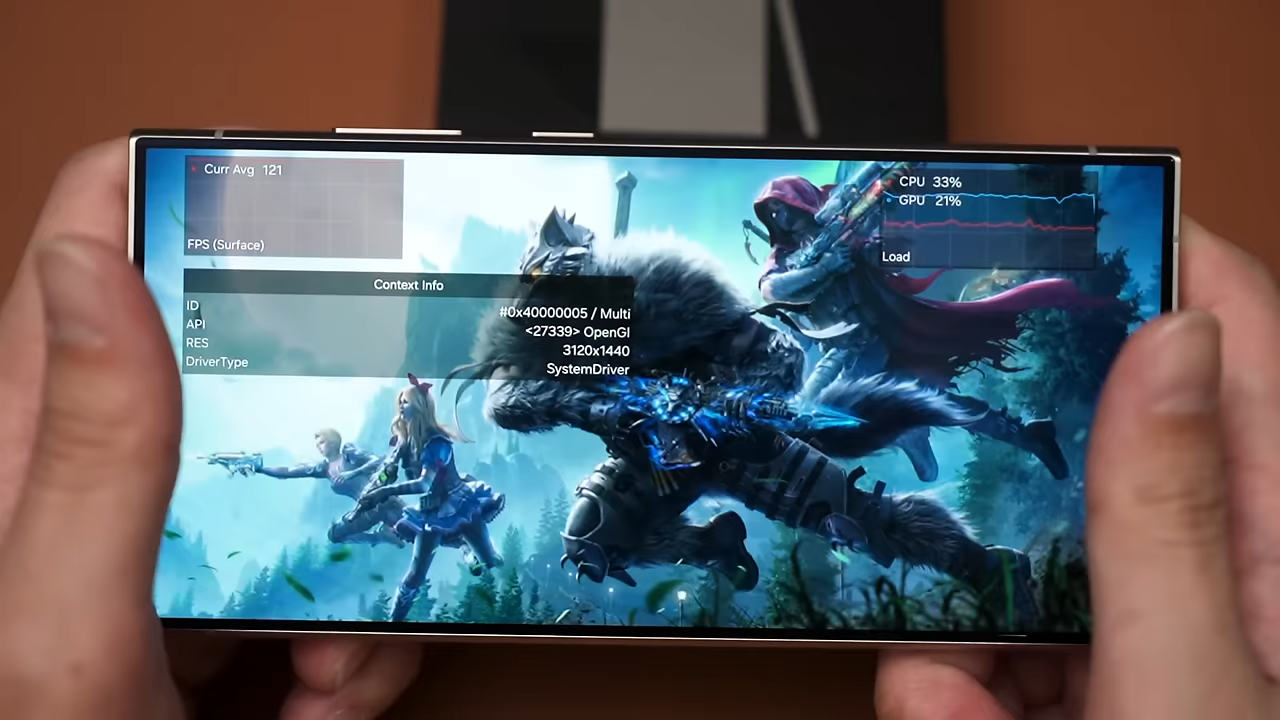 Curr Avg 121
FPS (Surface)
CPU 33%
GPU 21%
Load
Context Info
ID #0x40000005 / Multi
API <27339> OpenGl
RES 3120x1440
DriverType SystemDriver